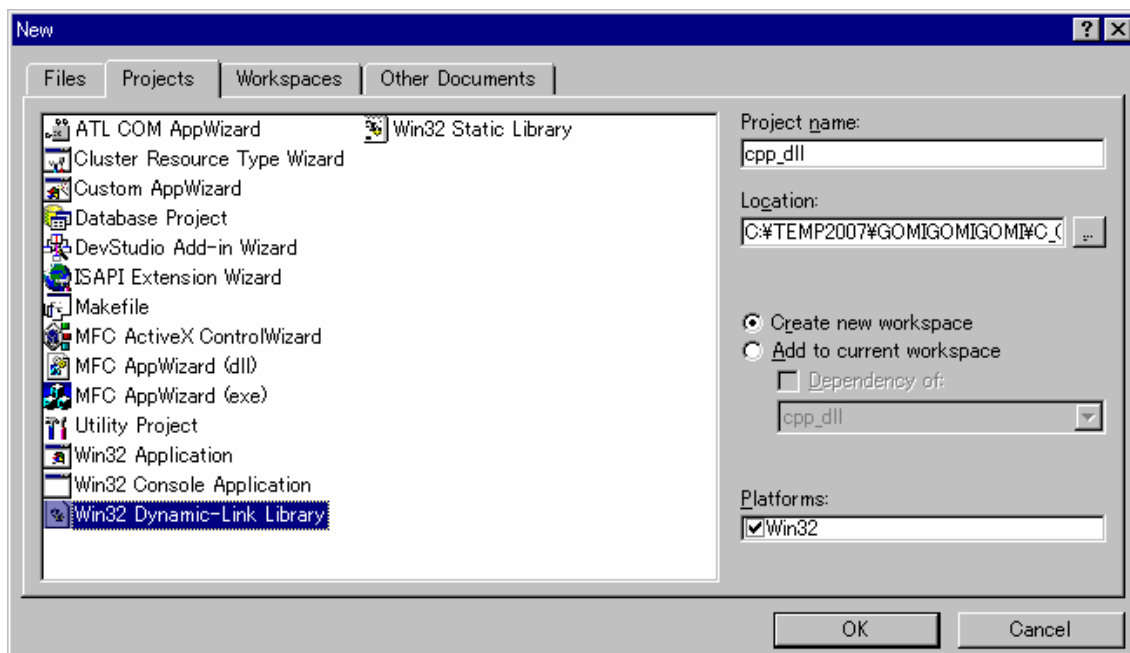 New
Files Projects Workspaces Other Documents
ATL COM AppWizard
Cluster Resource Type Wizard
Custom AppWizard
Database Project
DevStudio Add-in Wizard
ISAPI Extension Wizard
Makefile
MFC ActiveX ControlWizard
MFC AppWizard (dll)
MFC AppWizard (exe)
Utility Project
Win32 Application
Win32 Console Application
Win32 Dynamic-Link Library
Win32 Static Library
Project name:
cpp_dll
Location:
C:¥TEMP2007¥GOMIGOMIGOMI¥C_ ...
Create new workspace
Add to current workspace
Dependency of:
cpp_dll
Platforms:
Win32
OK Cancel